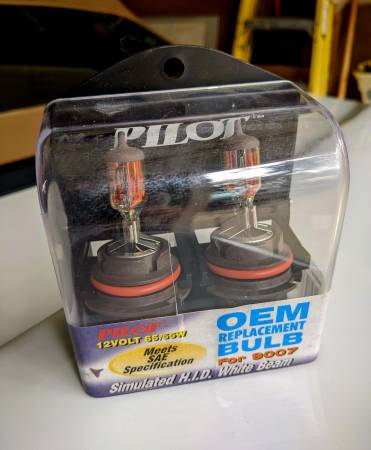 PILOT
PILOT
12VOLT 65/55W
Meets
SAE
Specification
OEM
REPLACEMENT
BULB
For 9007
Simulated H.I.D. White Beam